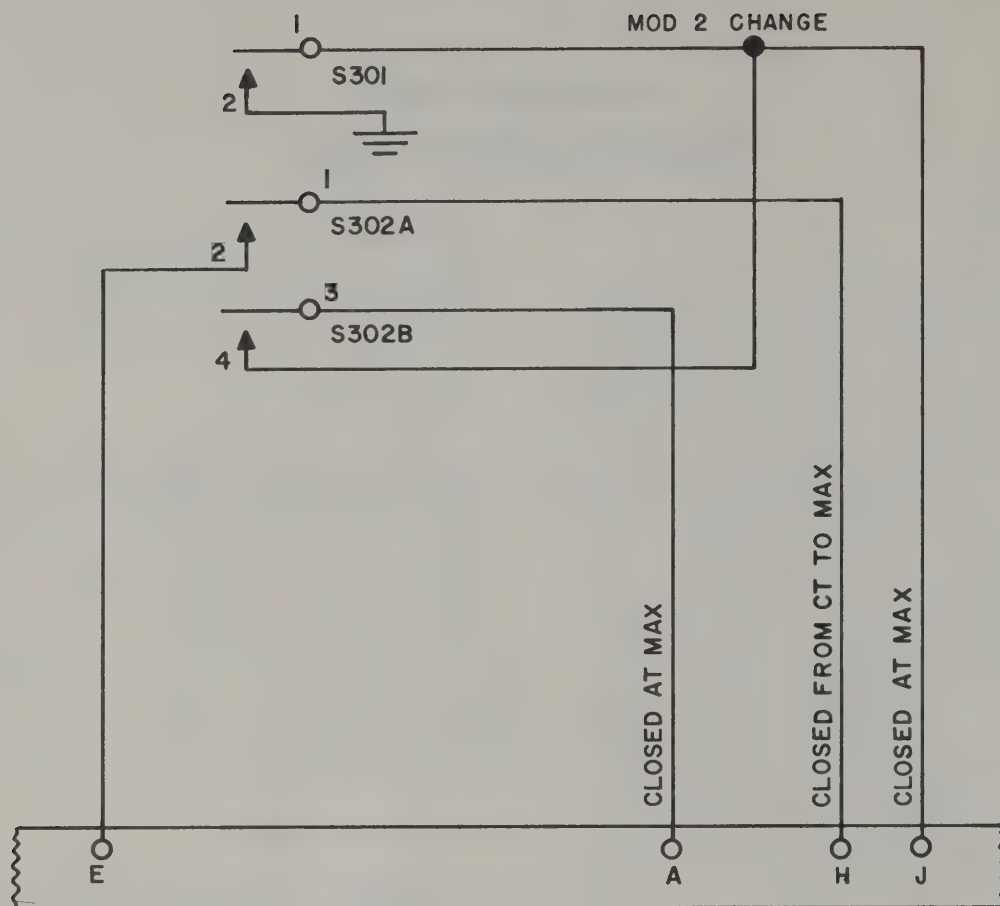 1
MOD 2 CHANGE
S301
2
1
S302A
2
3
S302B
4
CLOSED AT MAX
CLOSED FROM CT TO MAX
CLOSED AT MAX
E
A
H
J